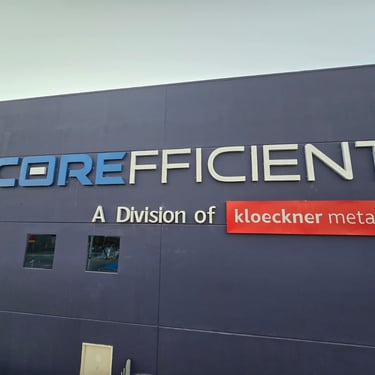 COREFFICIENT
A Division of kloeckner meta